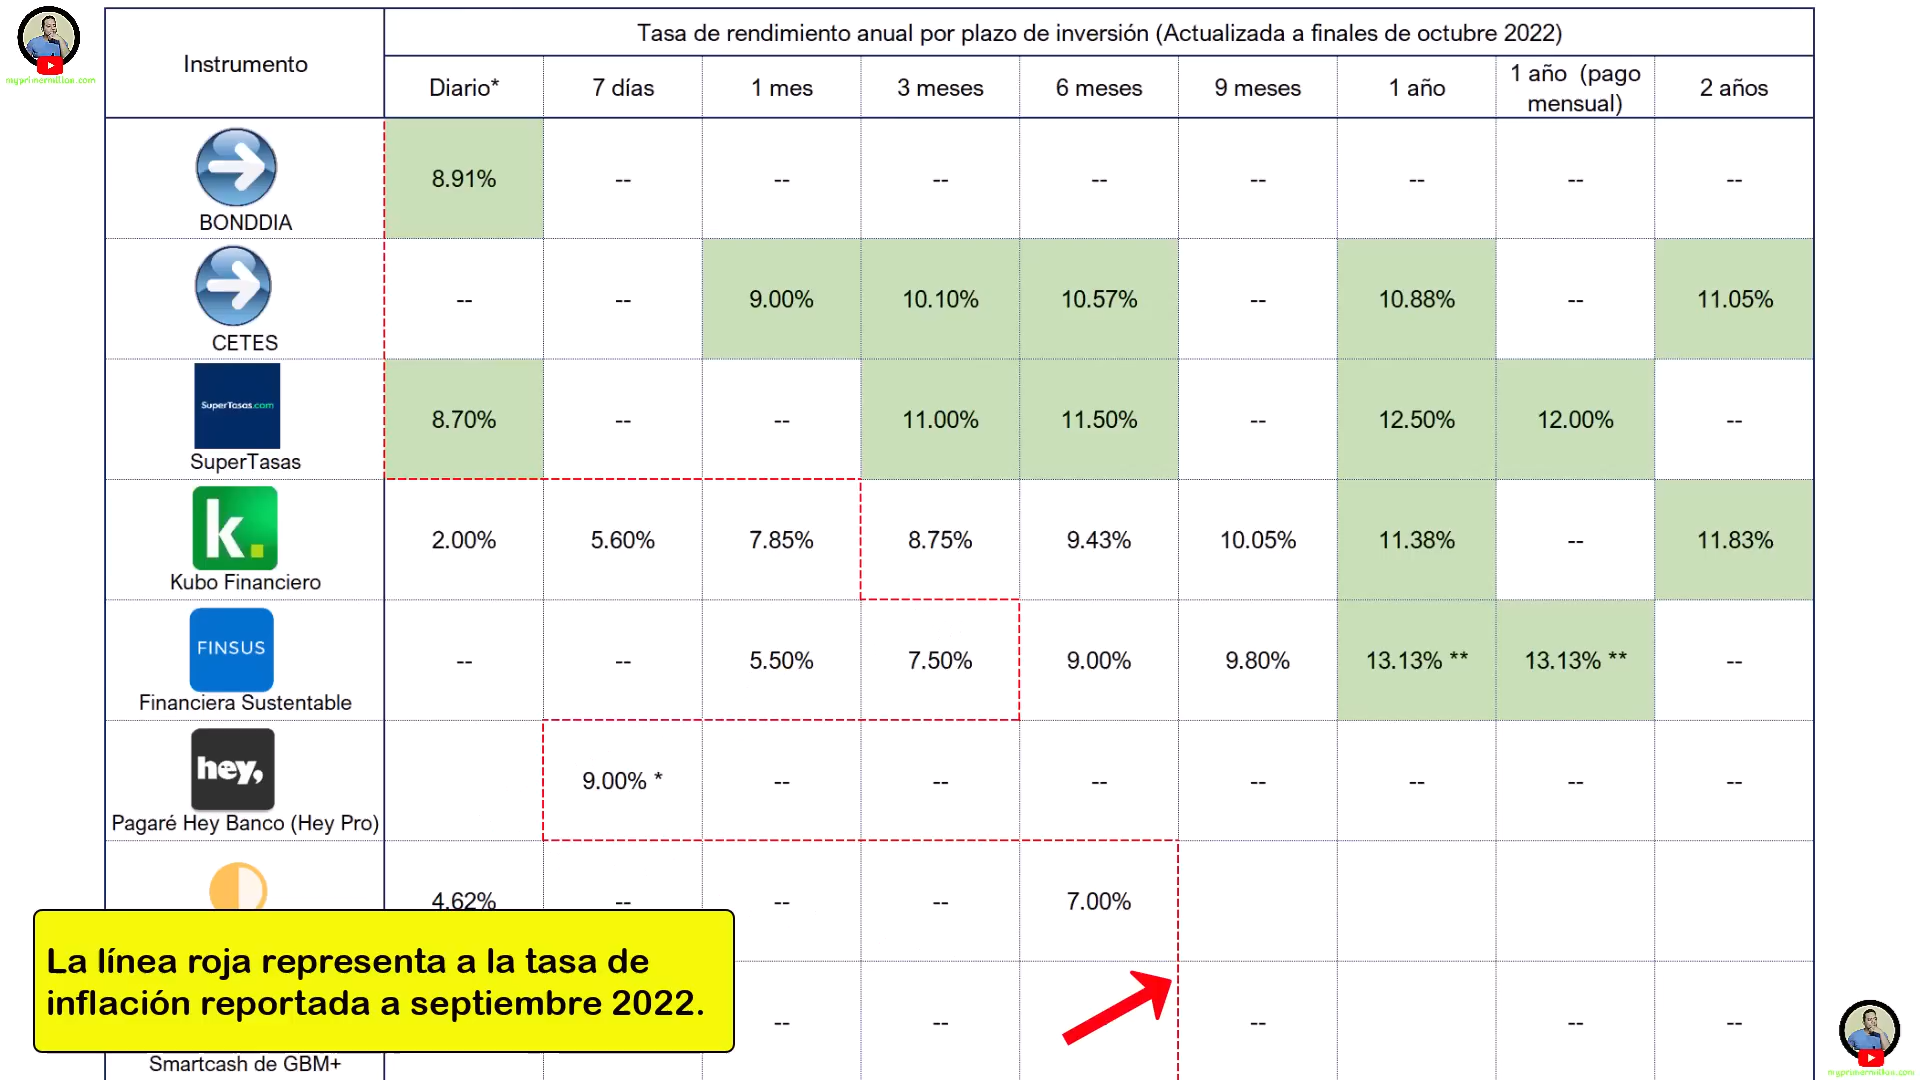 myprimermillon.com
Instrumento
Tasa de rendimiento anual por plazo de inversión (Actualizada a finales de octubre 2022)
Diario* 7 días 1 mes 3 meses 6 meses 9 meses 1 año 1 año (pago mensual) 2 años
8.91% -- -- -- -- -- -- -- --
BONDDIA
-- -- 9.00% 10.10% 10.57% -- 10.88% -- 11.05%
CETES
SuperTasas.com
8.70% -- -- 11.00% 11.50% -- 12.50% 12.00% --
SuperTasas
k.
2.00% 5.60% 7.85% 8.75% 9.43% 10.05% 11.38% -- 11.83%
Kubo Financiero
FINSUS
-- -- 5.50% 7.50% 9.00% 9.80% 13.13% ** 13.13% ** --
Financiera Sustentable
hey,
9.00% * -- -- -- -- -- -- --
Pagaré Hey Banco (Hey Pro)
4.62% -- -- -- 7.00%
La línea roja representa a la tasa de
inflación reportada a septiembre 2022.
-- -- -- -- --
Smartcash de GBM+
myprimermillon.com